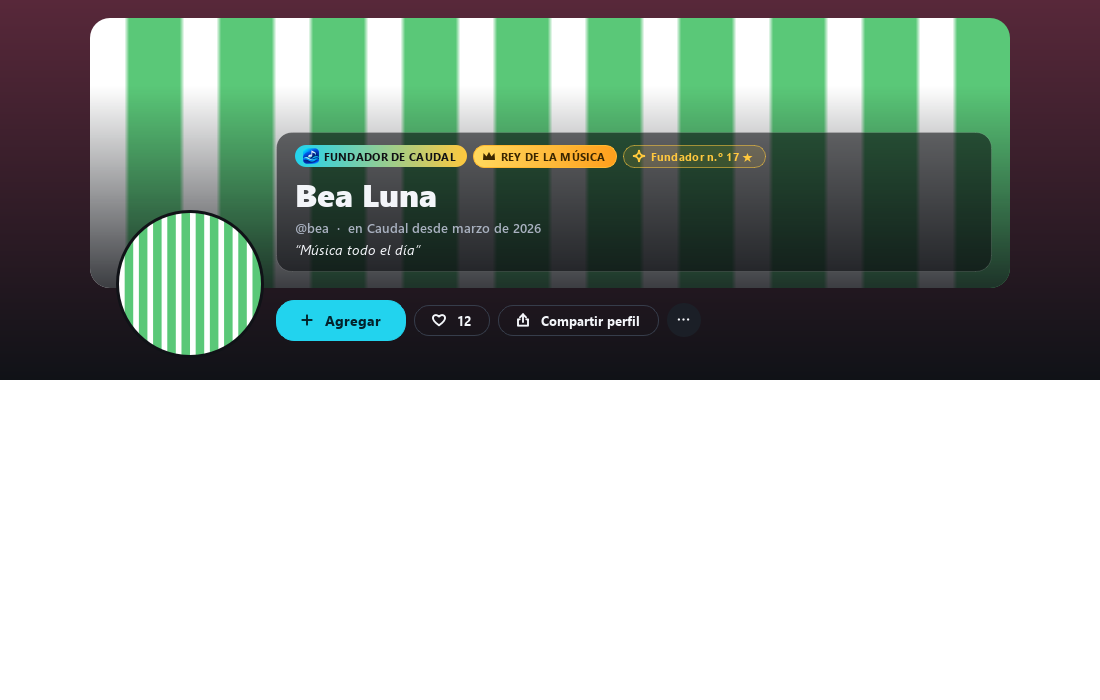 FUNDADOR DE CAUDAL REY DE LA MÚSICA Fundador n.º 17 ★
Bea Luna
@bea · en Caudal desde marzo de 2026
“Música todo el día”
Agregar 12 Compartir perfil ···